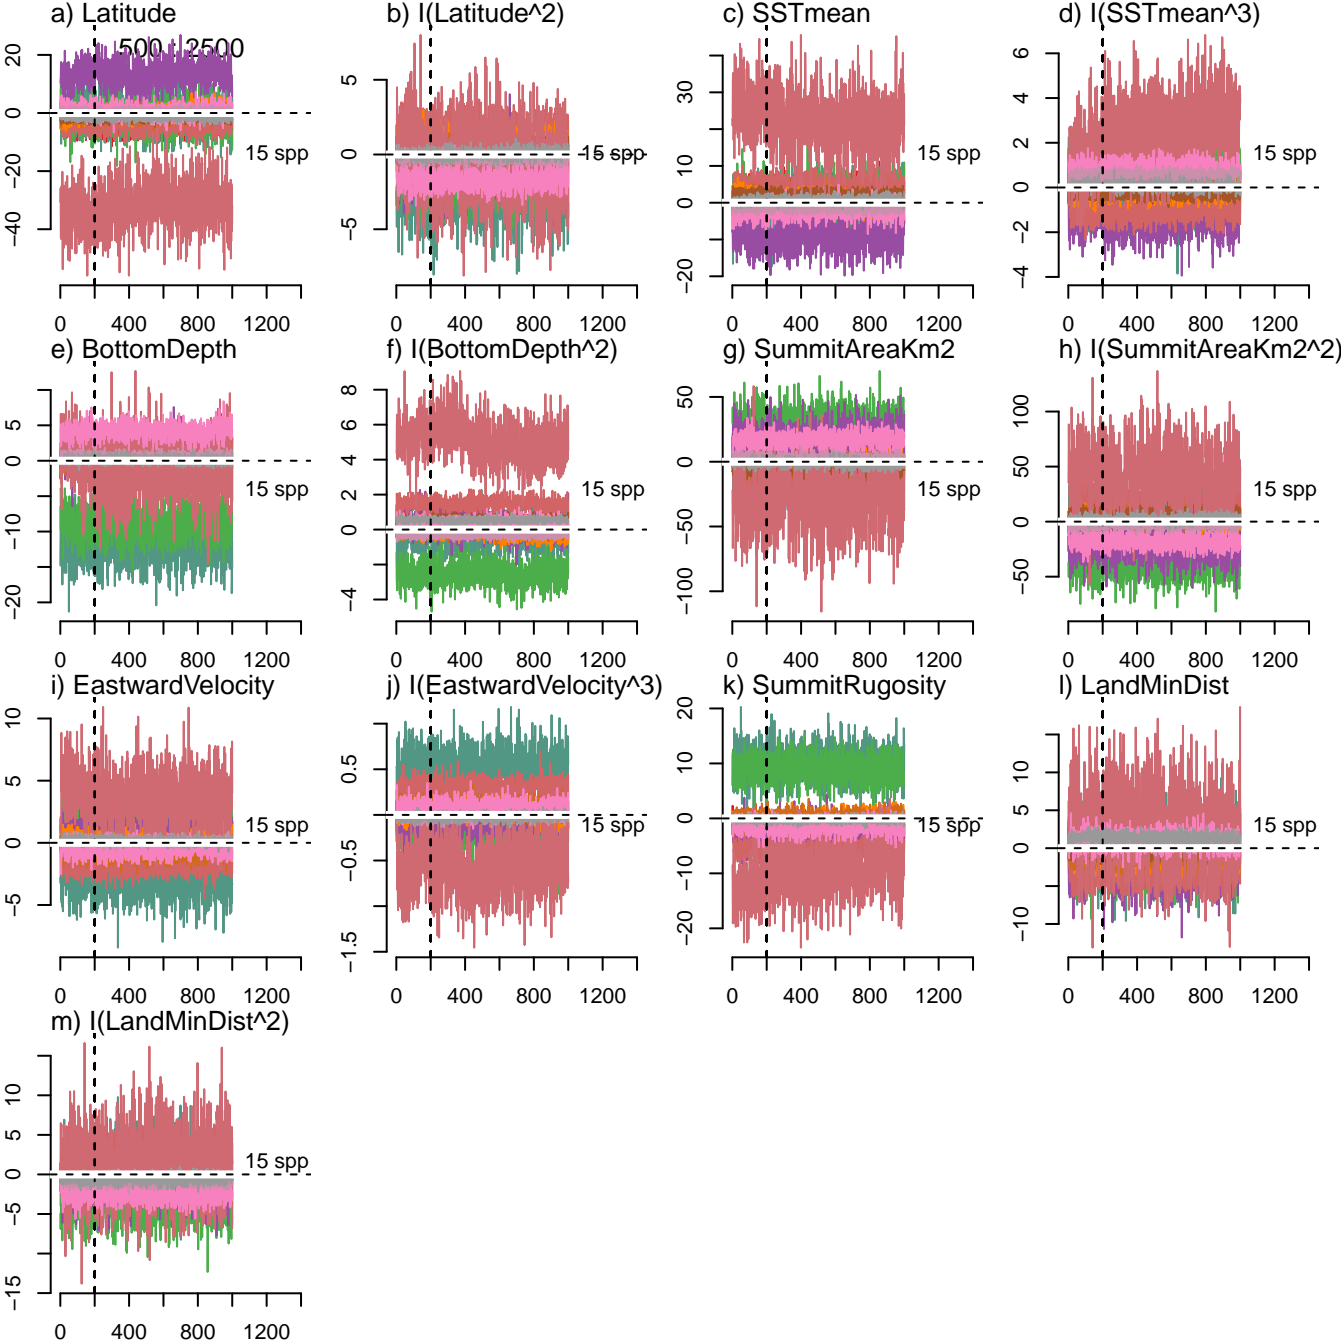 a) Latitude
500 2500
20
0
−20
−40
15 spp
0 400 800 1200
b) I(Latitude^2)
5
0
−5
15 spp
0 400 800 1200
c) SSTmean
30
10
0
−20
15 spp
0 400 800 1200
d) I(SSTmean^3)
6
4
2
0
−2
−4
15 spp
0 400 800 1200
e) BottomDepth
5
0
−10
−20
15 spp
0 400 800 1200
f) I(BottomDepth^2)
8
6
4
2
0
−4
15 spp
0 400 800 1200
g) SummitAreaKm2
50
0
−50
−100
15 spp
0 400 800 1200
h) I(SummitAreaKm2^2)
100
50
0
−50
15 spp
0 400 800 1200
i) EastwardVelocity
10
5
0
−5
15 spp
0 400 800 1200
j) I(EastwardVelocity^3)
0.5
−0.5
−1.5
15 spp
0 400 800 1200
k) SummitRugosity
20
10
0
−10
−20
15 spp
0 400 800 1200
l) LandMinDist
10
5
0
−10
15 spp
0 400 800 1200
m) I(LandMinDist^2)
10
5
0
−5
−15
15 spp
0 400 800 1200